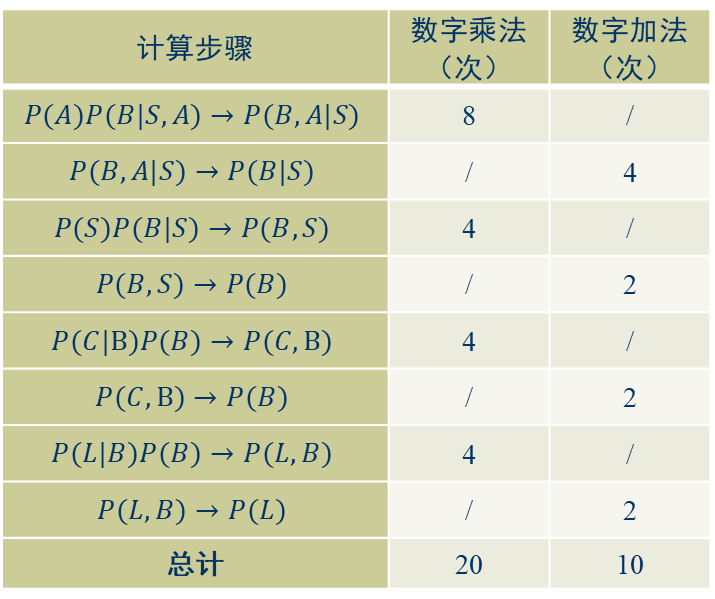 计算步骤 数字乘法（次） 数字加法（次）
P(A)P(B|S, A) → P(B, A|S) 8 /
P(B, A|S) → P(B|S) / 4
P(S)P(B|S) → P(B, S) 4 /
P(B, S) → P(B) / 2
P(C|B)P(B) → P(C, B) 4 /
P(C, B) → P(B) / 2
P(L|B)P(B) → P(L, B) 4 /
P(L, B) → P(L) / 2
总计 20 10